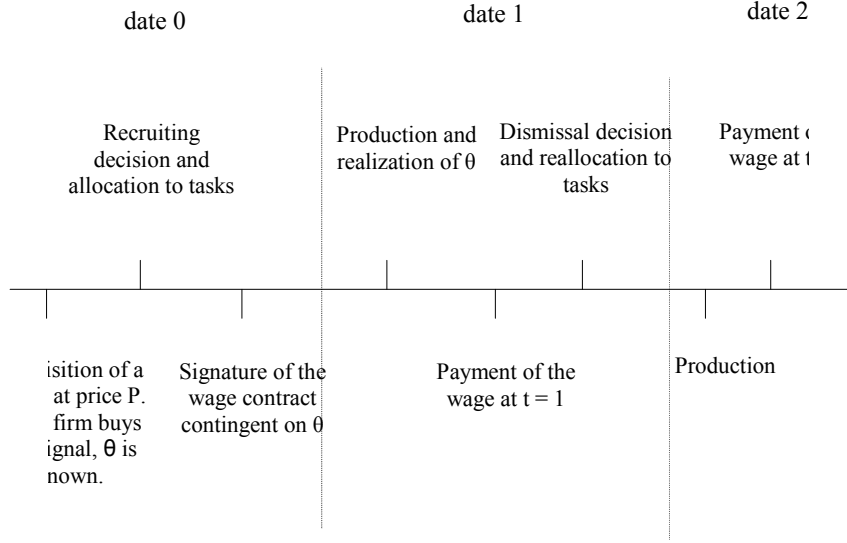 date 0
date 1
date 2
Recruiting
decision and
allocation to tasks
Production and
realization of θ
Dismissal decision
and reallocation to
tasks
Payment
wage at
isition of a
at price P.
firm buys
ignal, θ is
nown.
Signature of the
wage contract
contingent on θ
Payment of the
wage at t = 1
Production